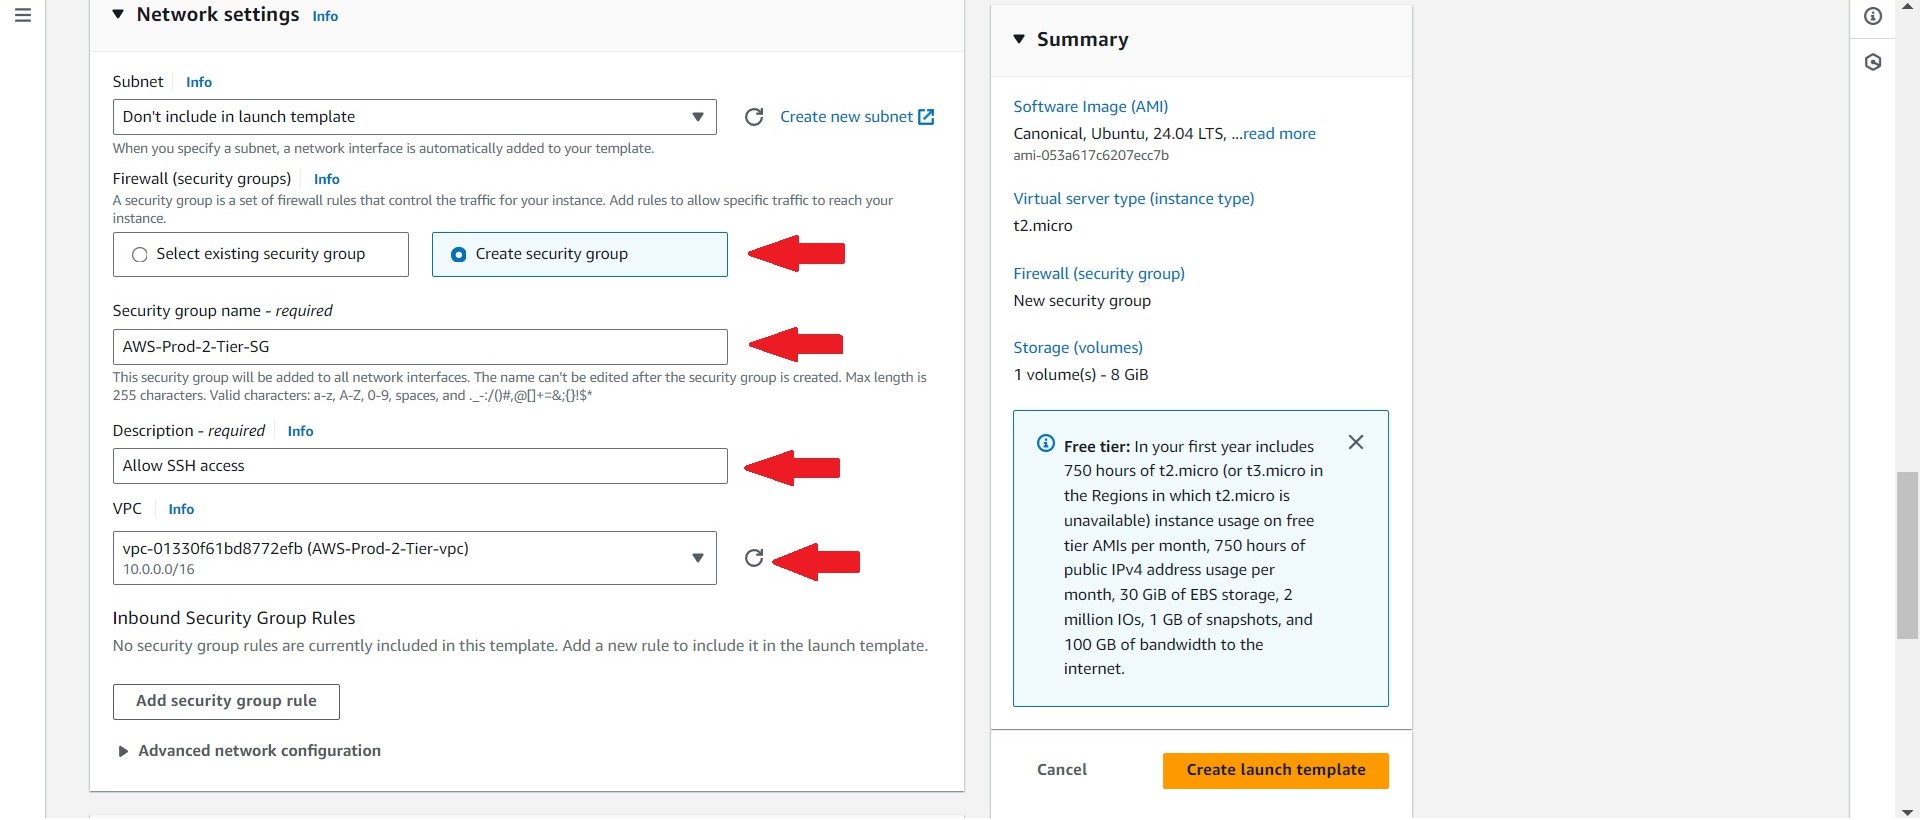 Network settings Info
Subnet Info
Don't include in launch template
Create new subnet
When you specify a subnet, a network interface is automatically added to your template.
Firewall (security groups) Info
A security group is a set of firewall rules that control the traffic for your instance. Add rules to allow specific traffic to reach your
instance.
Select existing security group
Create security group
Security group name - required
AWS-Prod-2-Tier-SG
This security group will be added to all network interfaces. The name can't be edited after the security group is created. Max length is
255 characters. Valid characters: a-z, A-Z, 0-9, spaces, and ._-:/()#,@[]+=&;{}!$*
Description - required Info
Allow SSH access
VPC Info
vpc-01330f61bd8772efb (AWS-Prod-2-Tier-vpc)
10.0.0.0/16
Inbound Security Group Rules
No security group rules are currently included in this template. Add a new rule to include it in the launch template.
Add security group rule
Advanced network configuration
Summary
Software Image (AMI)
Canonical, Ubuntu, 24.04 LTS, ...read more
ami-053a617c6207ecc7b
Virtual server type (instance type)
t2.micro
Firewall (security group)
New security group
Storage (volumes)
1 volume(s) - 8 GiB
Free tier: In your first year includes
750 hours of t2.micro (or t3.micro in
the Regions in which t2.micro is
unavailable) instance usage on free
tier AMIs per month, 750 hours of
public IPv4 address usage per
month, 30 GiB of EBS storage, 2
million IOs, 1 GB of snapshots, and
100 GB of bandwidth to the
internet.
Cancel
Create launch template